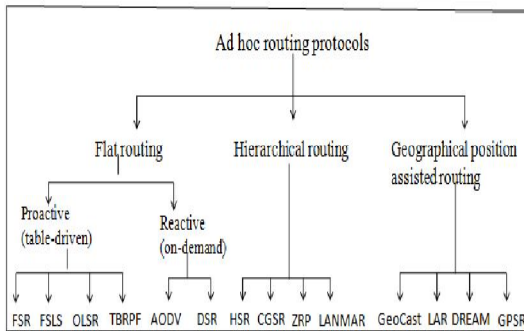 Ad hoc routing protocols
Flat routing
Hierarchical routing
Geographical position
assisted routing
Proactive
(table-driven)
Reactive
(on-demand)
FSR FSLS OLSR TBRPF AODV DSR HSR CGSR ZRP LANMAR GeoCast LAR DREAM GPSR